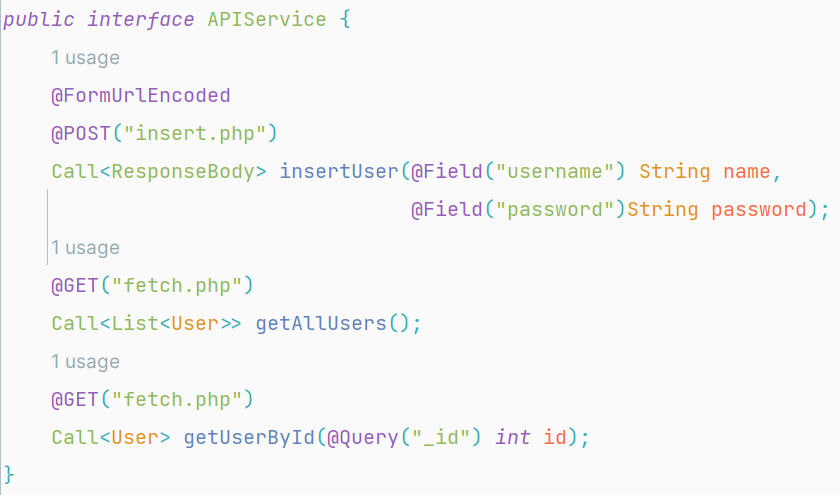 public interface APIService {
1 usage
@FormUrlEncoded
@POST("insert.php")
Call<ResponseBody> insertUser(@Field("username") String name,
@Field("password")String password);
1 usage
@GET("fetch.php")
Call<List<User>> getAllUsers();
1 usage
@GET("fetch.php")
Call<User> getUserById(@Query("_id") int id);
}